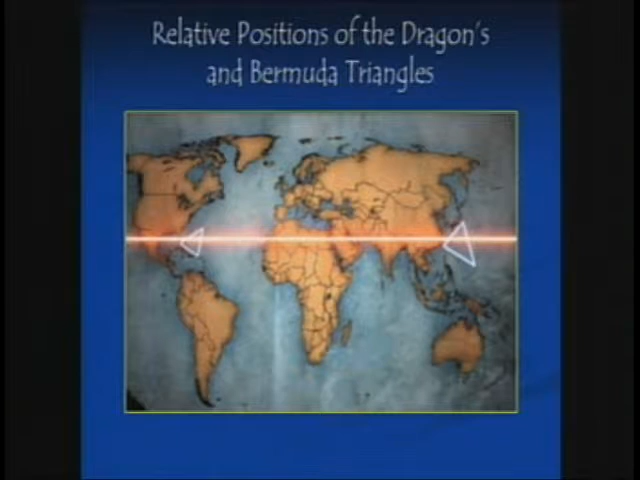 Relative Positions of the Dragon's
and Bermuda Triangles